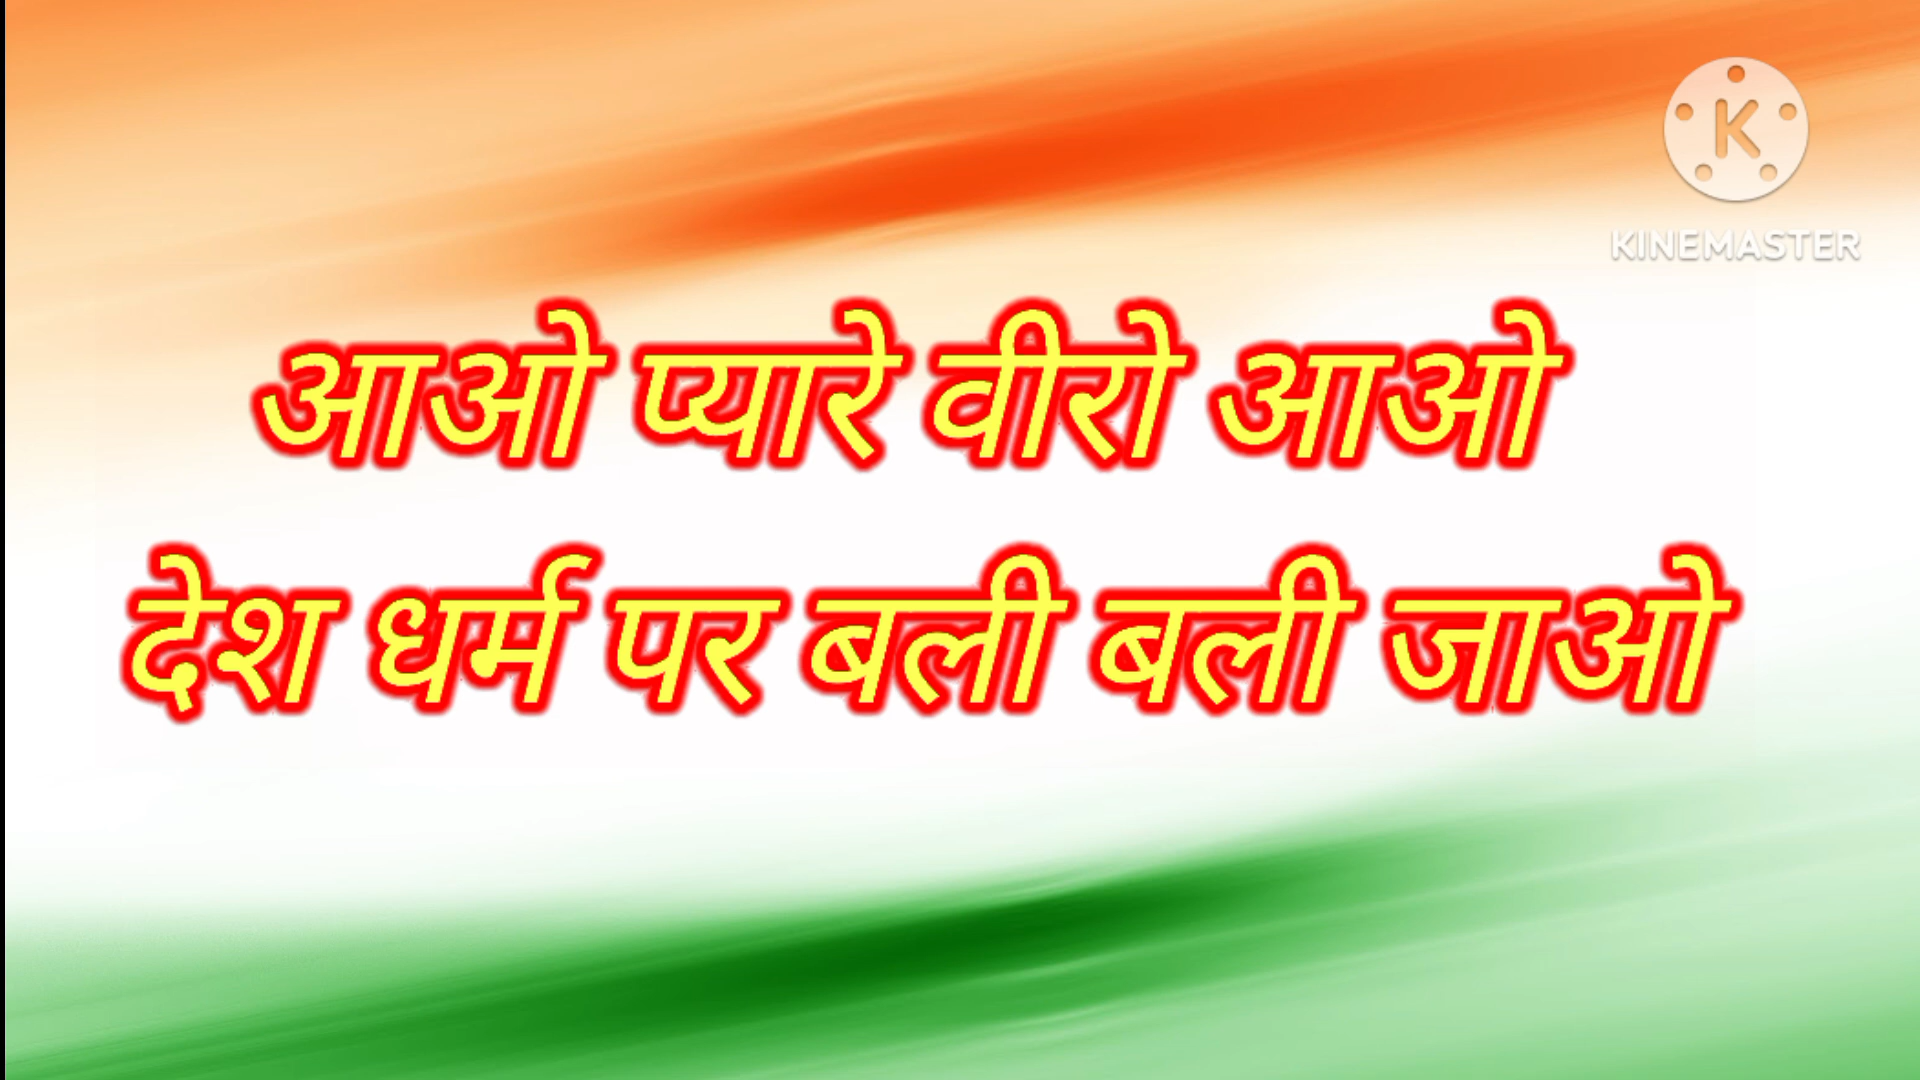 K
KINEMASTER
आओ प्यारे वीरो आओ
देश धर्म पर बली बली जाओ